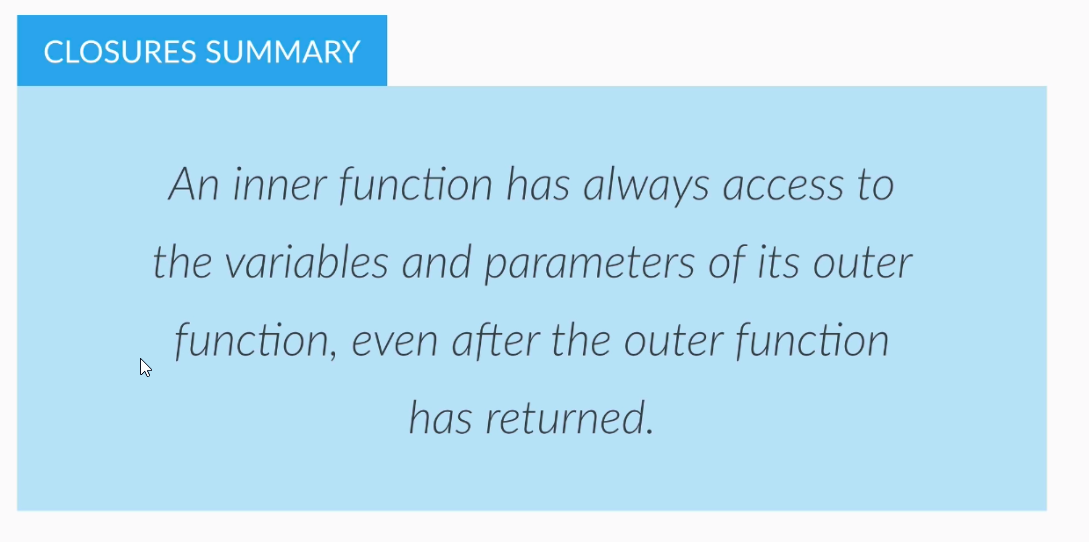 CLOSURES SUMMARY
An inner function has always access to
the variables and parameters of its outer
function, even after the outer function
has returned.